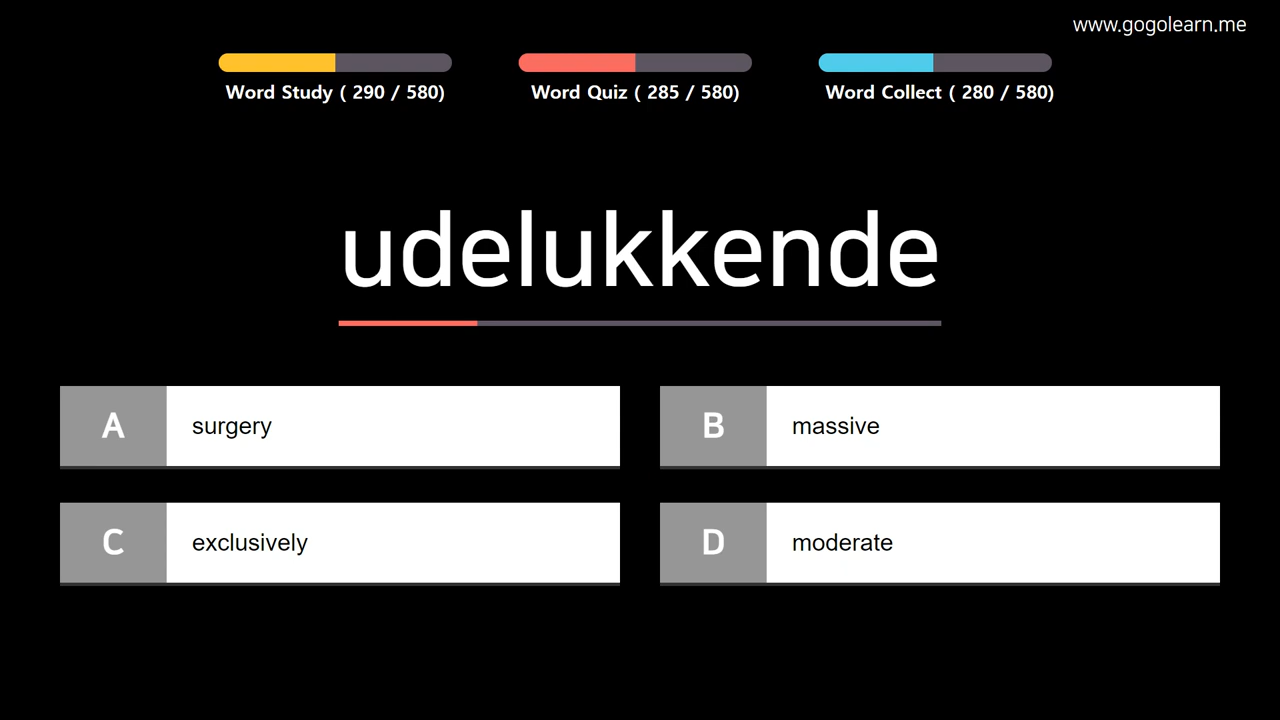 www.gogolearn.me
Word Study ( 290 / 580)
Word Quiz ( 285 / 580)
Word Collect ( 280 / 580)
udelukkende
A surgery
B massive
C exclusively
D moderate